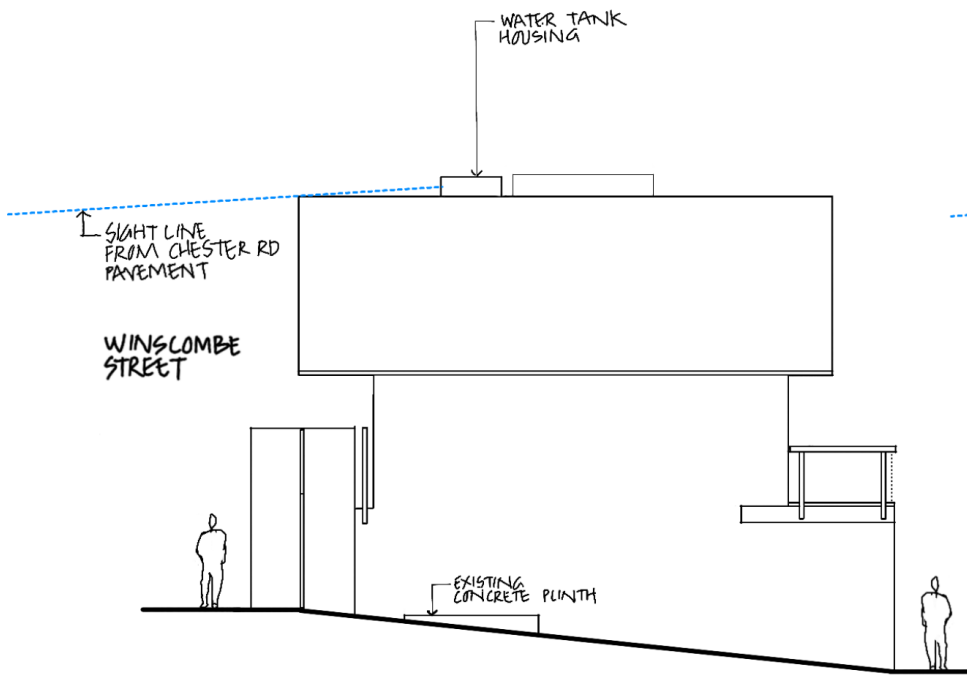 WATER TANK
HOUSING
SIGHT LINE
FROM CHESTER RD
PAVEMENT
WINSCOMBE
STREET
EXISTING
CONCRETE PLINTH